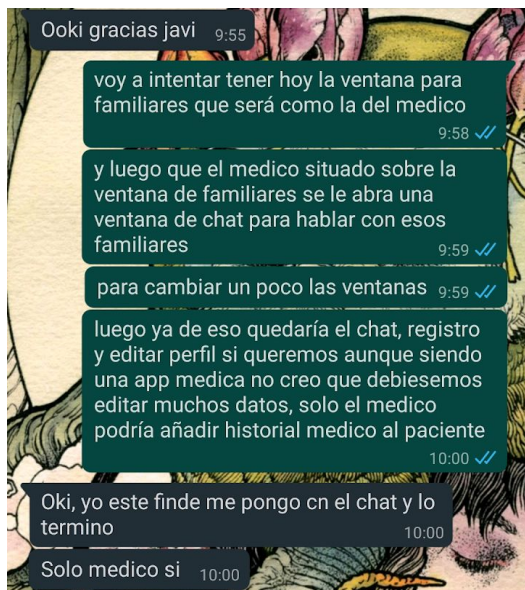 Ooki gracias javi 9:55
voy a intentar tener hoy la ventana para
familiares que será como la del medico
9:58
y luego que el medico situado sobre la
ventana de familiares se le abra una
ventana de chat para hablar con esos
familiares 9:59
para cambiar un poco las ventanas 9:59
luego ya de eso quedaría el chat, registro
y editar perfil si queremos aunque siendo
una app medica no creo que debiesemos
editar muchos datos, solo el medico
podría añadir historial medico al paciente
10:00
Oki, yo este finde me pongo cn el chat y lo
termino 10:00
Solo medico si 10:00